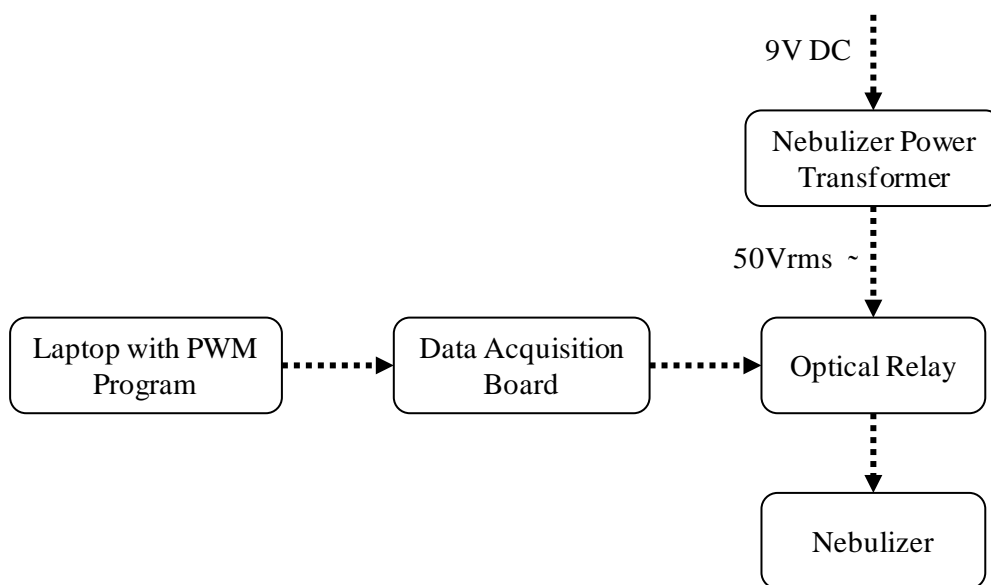 9V DC
Nebulizer Power
Transformer
50Vrms ~
Laptop with PWM
Program
Data Acquisition
Board
Optical Relay
Nebulizer